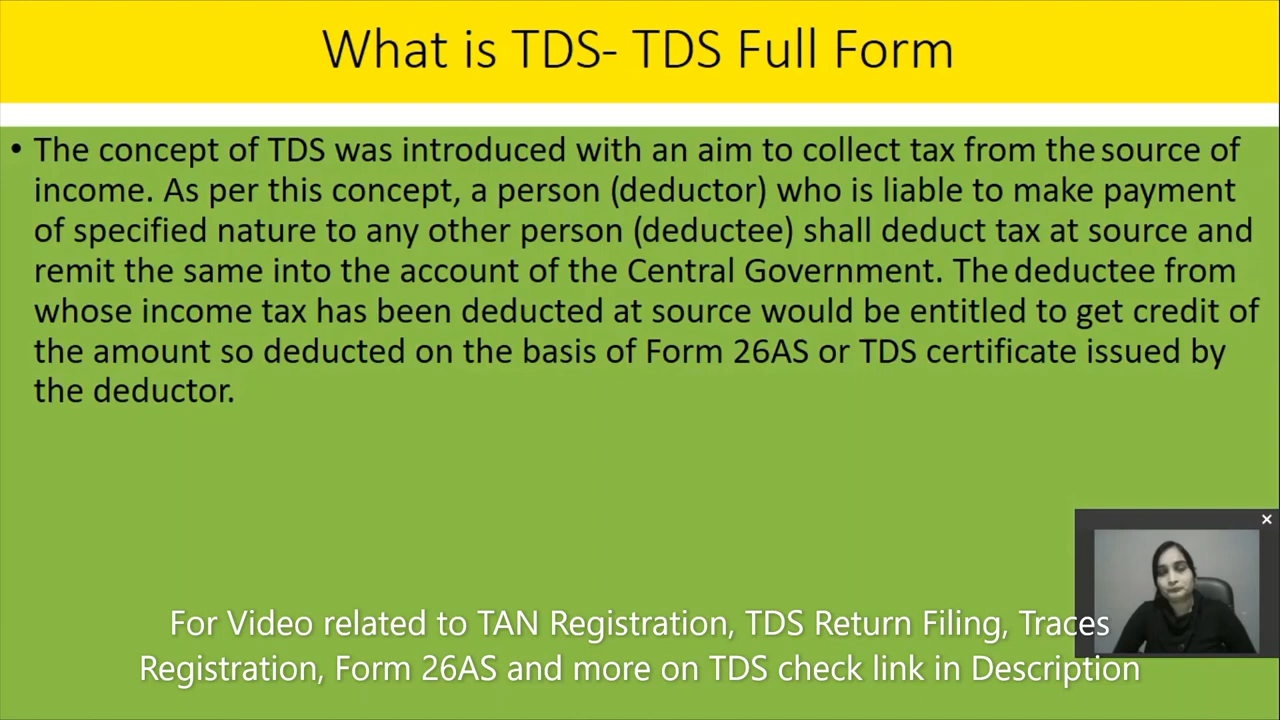 What is TDS- TDS Full Form
• The concept of TDS was introduced with an aim to collect tax from the source of
income. As per this concept, a person (deductor) who is liable to make payment
of specified nature to any other person (deductee) shall deduct tax at source and
remit the same into the account of the Central Government. The deductee from
whose income tax has been deducted at source would be entitled to get credit of
the amount so deducted on the basis of Form 26AS or TDS certificate issued by
the deductor.
For Video related to TAN Registration, TDS Return Filing, Traces
Registration, Form 26AS and more on TDS check link in Description